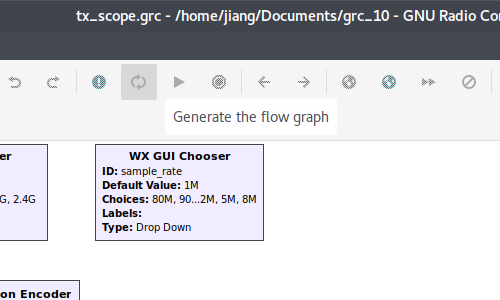 tx_scope.grc - /home/jiang/Documents/grc_10 - GNU Radio Co
Generate the flow graph
er
G, 2.4G
WX GUI Chooser
ID: sample_rate
Default Value: 1M
Choices: 80M, 90...2M, 5M, 8M
Labels:
Type: Drop Down
on Encoder